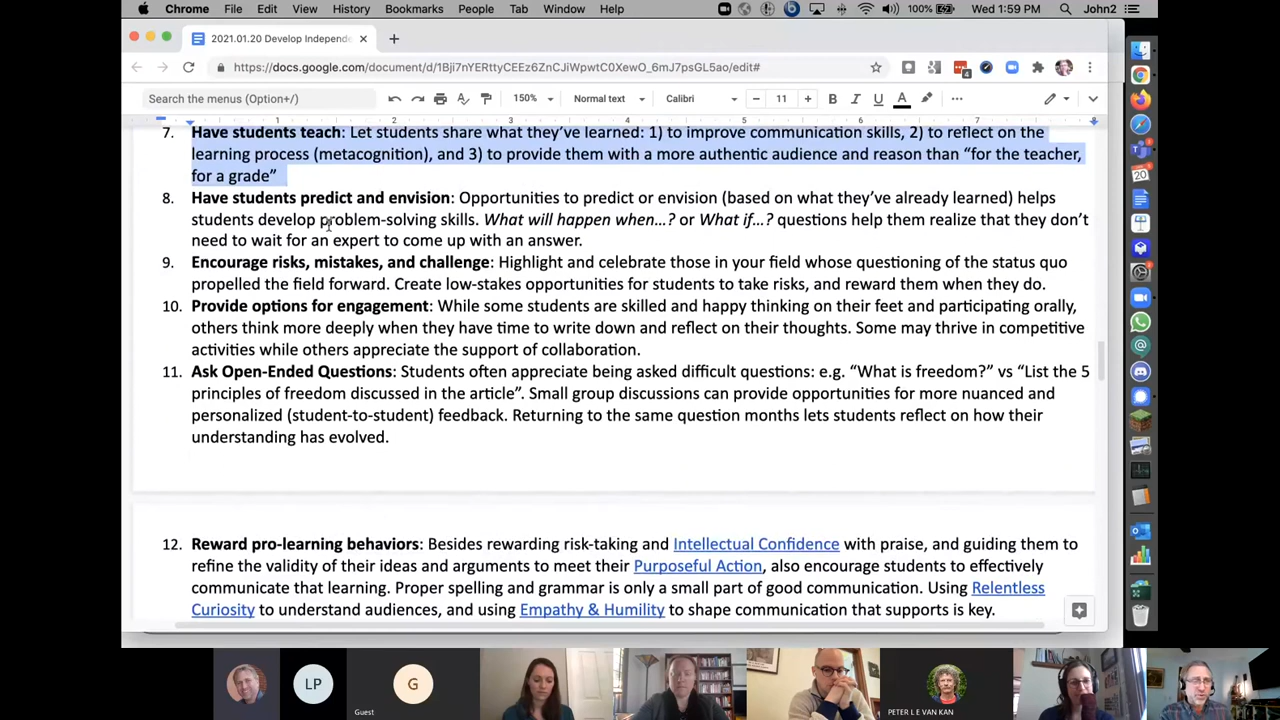 Chrome File Edit View History Bookmarks People Tab Window Help 100% Wed 1:59 PM John2
2021.01.20 Develop Independe
https://docs.google.com/document/d/1Bji7nYERttyCEEz6ZnCJiWpwtC0XewO_6mJ7psGL5ao/edit#
Search the menus (Option+/) 150% Normal text Calibri 11 B I U A
1 2 3 4 5 6 7
7. Have students teach: Let students share what they’ve learned: 1) to improve communication skills, 2) to reflect on the
learning process (metacognition), and 3) to provide them with a more authentic audience and reason than “for the teacher,
for a grade”
8. Have students predict and envision: Opportunities to predict or envision (based on what they’ve already learned) helps
students develop problem-solving skills. What will happen when...? or What if...? questions help them realize that they don’t
need to wait for an expert to come up with an answer.
9. Encourage risks, mistakes, and challenge: Highlight and celebrate those in your field whose questioning of the status quo
propelled the field forward. Create low-stakes opportunities for students to take risks, and reward them when they do.
10. Provide options for engagement: While some students are skilled and happy thinking on their feet and participating orally,
others think more deeply when they have time to write down and reflect on their thoughts. Some may thrive in competitive
activities while others appreciate the support of collaboration.
11. Ask Open-Ended Questions: Students often appreciate being asked difficult questions: e.g. “What is freedom?” vs “List the 5
principles of freedom discussed in the article”. Small group discussions can provide opportunities for more nuanced and
personalized (student-to-student) feedback. Returning to the same question months lets students reflect on how their
understanding has evolved.
12. Reward pro-learning behaviors: Besides rewarding risk-taking and Intellectual Confidence with praise, and guiding them to
refine the validity of their ideas and arguments to meet their Purposeful Action, also encourage students to effectively
communicate that learning. Proper spelling and grammar is only a small part of good communication. Using Relentless
Curiosity to understand audiences, and using Empathy & Humility to shape communication that supports is key.
LP
G
Guest
PETER L E VAN KAN